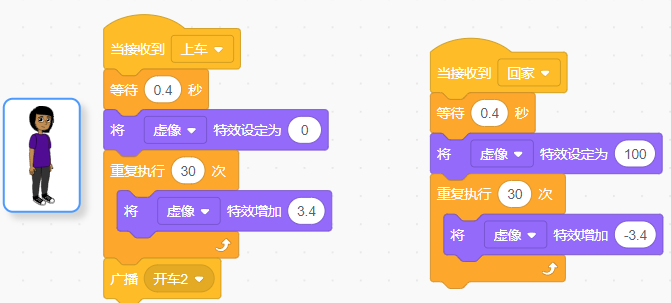 当接收到 上车
等待 0.4 秒
将 虚像 特效设定为 0
重复执行 30 次
将 虚像 特效增加 3.4
广播 开车2
当接收到 回家
等待 0.4 秒
将 虚像 特效设定为 100
重复执行 30 次
将 虚像 特效增加 -3.4